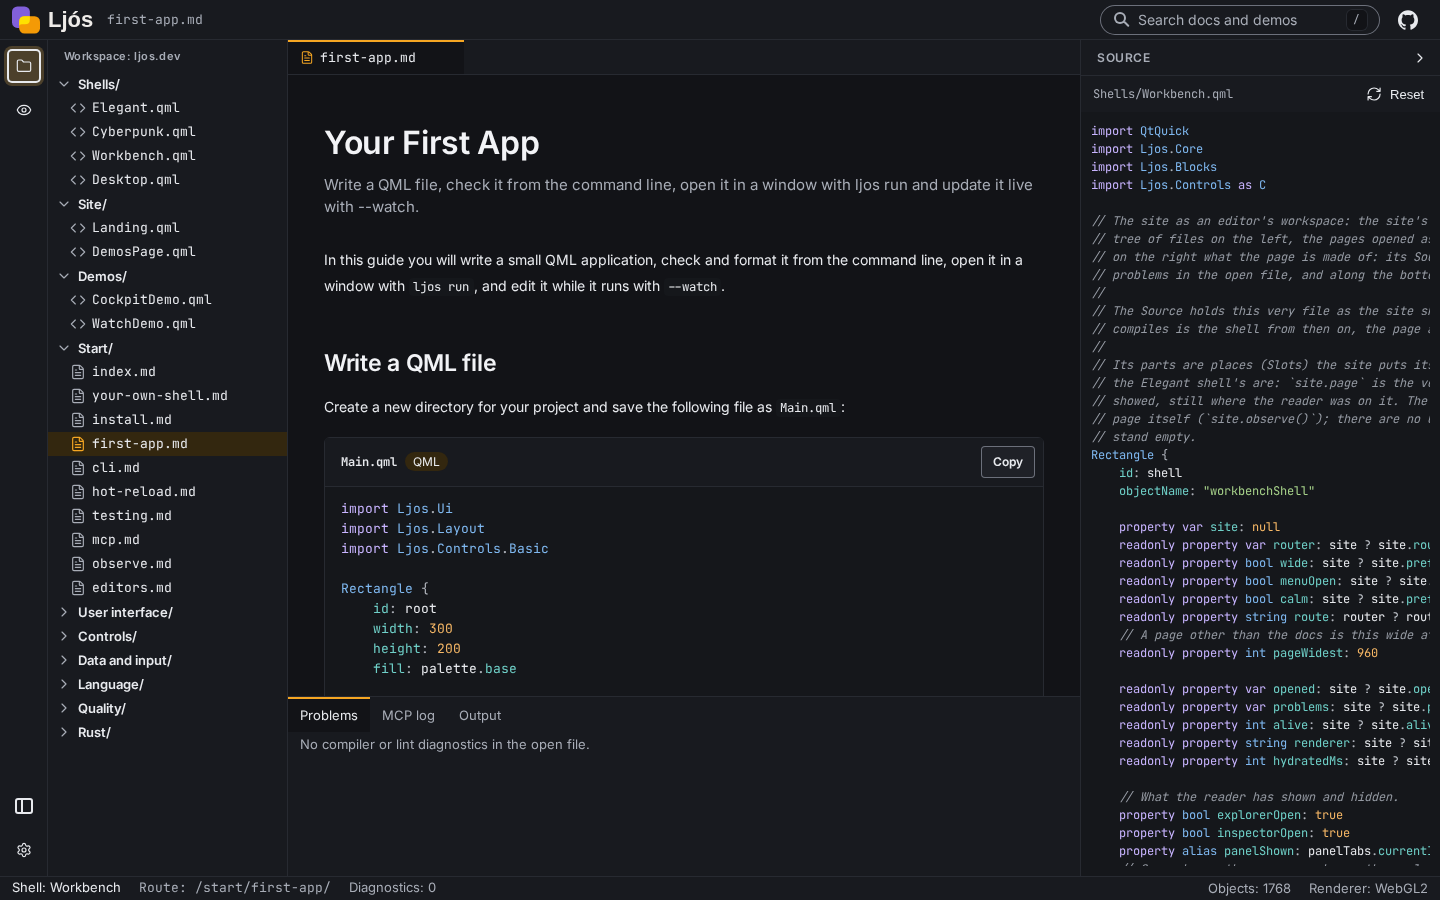 Ljós
first-app.md
Search docs and demos
/
Workspace: ljos.dev
Shells/
Elegant.qml
Cyberpunk.qml
Workbench.qml
Desktop.qml
Site/
Landing.qml
DemosPage.qml
Demos/
CockpitDemo.qml
WatchDemo.qml
Start/
index.md
your-own-shell.md
install.md
first-app.md
cli.md
hot-reload.md
testing.md
mcp.md
observe.md
editors.md
User interface/
Controls/
Data and input/
Language/
Quality/
Rust/
first-app.md
Your First App
Write a QML file, check it from the command line, open it in a window with ljos run and update it live
with --watch.
In this guide you will write a small QML application, check and format it from the command line, open it in a
window with ljos run , and edit it while it runs with --watch .
Write a QML file
Create a new directory for your project and save the following file as Main.qml :
Main.qml QML
Copy
import Ljos.Ui
import Ljos.Layout
import Ljos.Controls.Basic
Rectangle {
id: root
width: 300
height: 200
fill: palette.base
Problems MCP log Output
No compiler or lint diagnostics in the open file.
SOURCE
Shells/Workbench.qml
Reset
import QtQuick
import Ljos.Core
import Ljos.Blocks
import Ljos.Controls as C
// The site as an editor's workspace: the site's
// tree of files on the left, the pages opened as
// on the right what the page is made of: its Sou
// problems in the open file, and along the botto
//
// The Source holds this very file as the site sh
// compiles is the shell from then on, the page a
//
// Its parts are places (Slots) the site puts its
// the Elegant shell's are: `site.page` is the ve
// showed, still where the reader was on it. The
// page itself (`site.observe()`); there are no
// stand empty.
Rectangle {
id: shell
objectName: "workbenchShell"
property var site: null
readonly property var router: site ? site.rou
readonly property bool wide: site ? site.pref
readonly property bool menuOpen: site ? site.
readonly property bool calm: site ? site.pref
readonly property string route: router ? rout
// A page other than the docs is this wide a
readonly property int pageWidest: 960
readonly property var opened: site ? site.ope
readonly property var problems: site ? site.p
readonly property int alive: site ? site.aliv
readonly property string renderer: site ? sit
readonly property int hydratedMs: site ? site
// What the reader has shown and hidden.
property bool explorerOpen: true
property bool inspectorOpen: true
property alias panelShown: panelTabs.currentI
Shell: Workbench
Route: /start/first-app/
Diagnostics: 0
Objects: 1768
Renderer: WebGL2